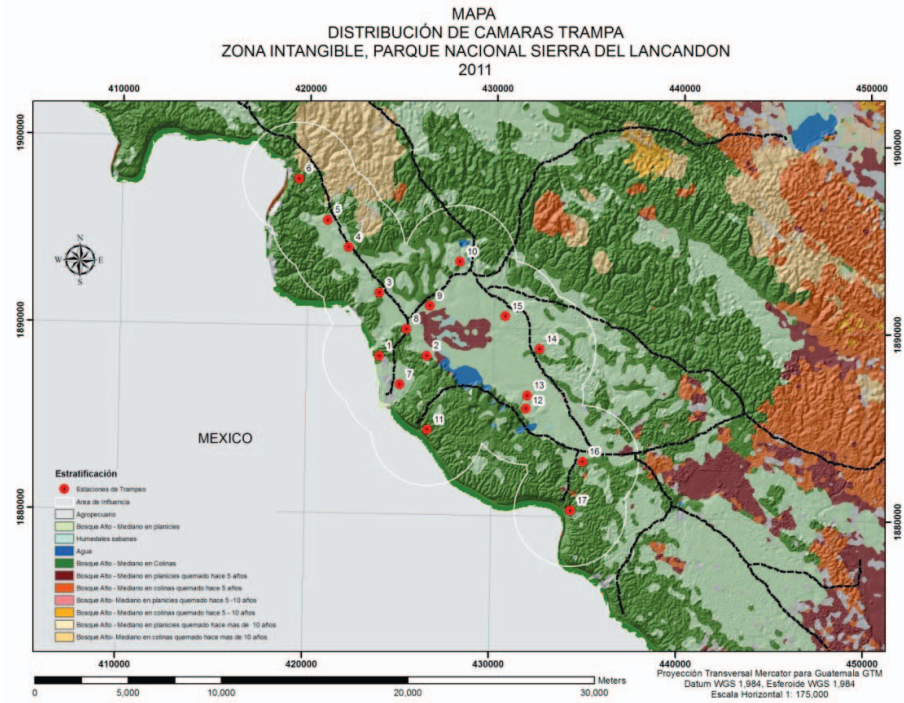 MAPA
DISTRIBUCIÓN DE CAMARAS TRAMPA
ZONA INTANGIBLE, PARQUE NACIONAL SIERRA DEL LANCANDON
2011
410000 420000 430000 440000 450000
1900000 1900000
6
5
4
10
3
9
15
1890000 1890000
8
14
1 2
7
13
12
11
MEXICO
16
17
1880000 1880000
N
W E
S
Estratificación
Estaciones de Trampeo
Area de Influencia
Agropecuario
Bosque Alto - Mediano en planicies
Humedales sabanas
Agua
Bosque Alto - Mediano en Colinas
Bosque Alto - Mediano en planicies quemado hace 5 años
Bosque Alto - Mediano en colinas quemado hace 5 años
Bosque Alto- Mediano en planicies quemado hace 5 -10 años
Bosque Alto - Mediano en colinas quemado hace 5 - 10 años
Bosque Alto - Mediano en planicies quemado hace mas de 10 años
Bosque Alto- Mediano en colinas quemado hace mas de 10 años
410000 420000 430000 440000 450000
Meters
0 5,000 10,000 20,000 30,000
Proyección Transversal Mercator para Guatemala GTM
Datum WGS 1,984, Esferoide WGS 1,984
Escala Horizontal 1: 175,000